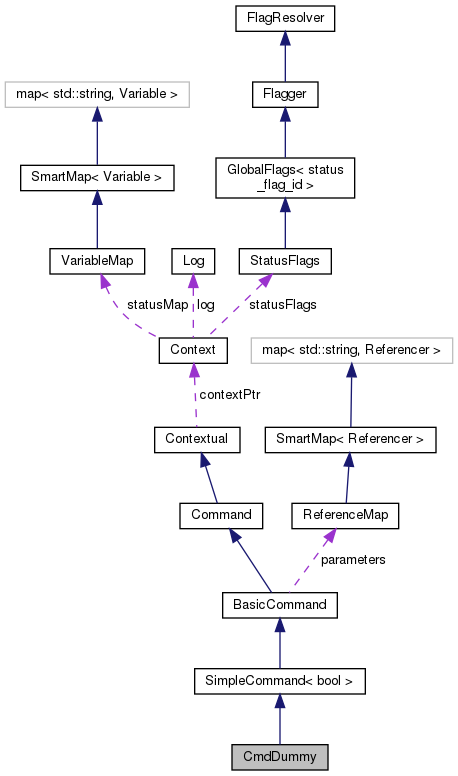 FlagResolver
map< std::string, Variable >
Flagger
SmartMap< Variable >
GlobalFlags< status
_flag_id >
VariableMap
Log
StatusFlags
statusMap
log
statusFlags
Context
map< std::string, Referencer >
contextPtr
Contextual
SmartMap< Referencer >
Command
ReferenceMap
parameters
BasicCommand
SimpleCommand< bool >
CmdDummy